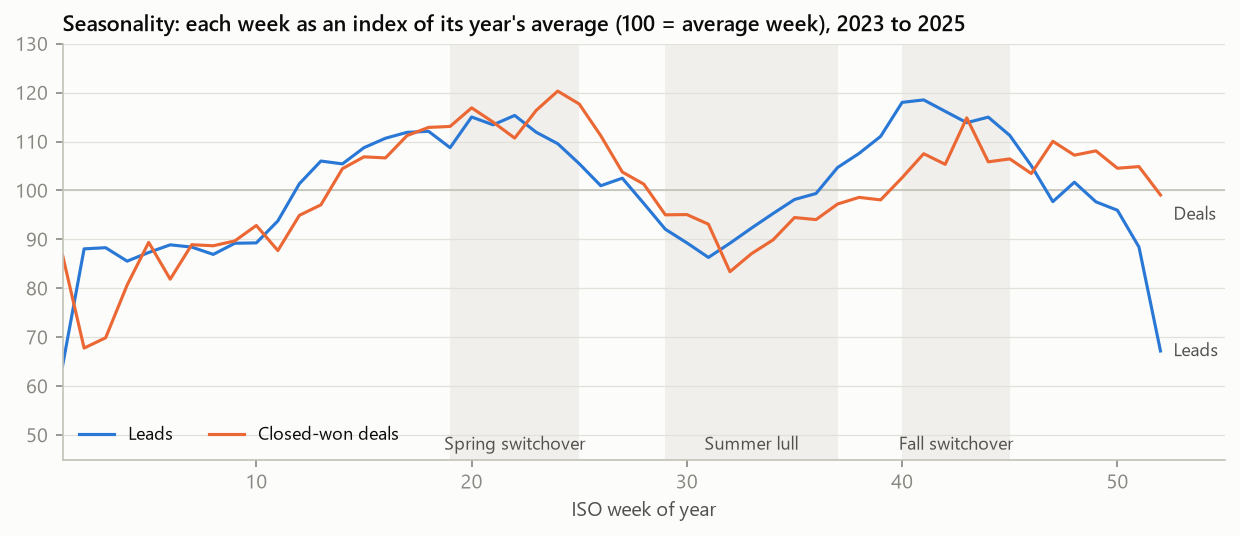 Seasonality: each week as an index of its year's average (100 = average week), 2023 to 2025
130
120
110
100
90
80
70
60
50
Deals
Leads
Leads
Closed-won deals
Spring switchover
Summer lull
Fall switchover
10
20
30
40
50
ISO week of year